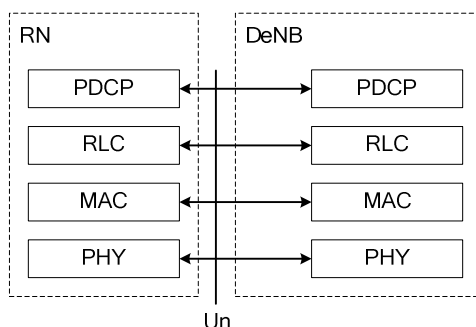 RN DeNB
PDCP PDCP
RLC RLC
MAC MAC
PHY PHY
Un